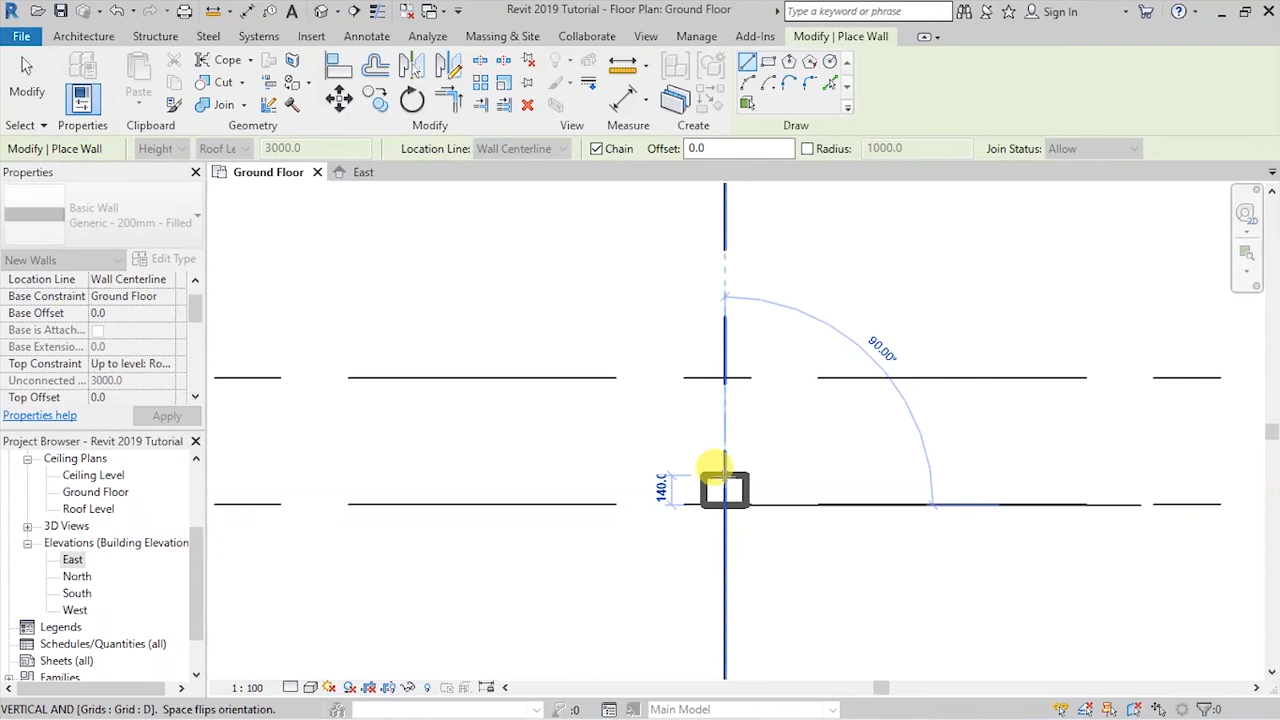 Revit 2019 Tutorial - Floor Plan: Ground Floor
Type a keyword or phrase
Sign In
File
Architecture
Structure
Steel
Systems
Insert
Annotate
Analyze
Massing & Site
Collaborate
View
Manage
Add-Ins
Modify | Place Wall
Modify
Paste
Cope
Cut
Join
Select
Properties
Clipboard
Geometry
Modify
View
Measure
Create
Draw
Modify | Place Wall
Height
Roof Le
3000.0
Location Line:
Wall Centerline
Chain
Offset:
0.0
Radius:
1000.0
Join Status:
Allow
Properties
Ground Floor
East
Basic Wall
Generic - 200mm - Filled
New Walls
Edit Type
Location Line
Wall Centerline
Base Constraint
Ground Floor
Base Offset
0.0
Base is Attach...
Base Extensio...
0.0
Top Constraint
Up to level: Ro...
Unconnected
3000.0
Top Offset
0.0
Properties help
Apply
Project Browser - Revit 2019 Tutorial
Ceiling Plans
Ceiling Level
Ground Floor
Roof Level
3D Views
Elevations (Building Elevation
East
North
South
West
Legends
Schedules/Quantities (all)
Sheets (all)
Families
90.00°
140.0
2D
1 : 100
VERTICAL AND [Grids : Grid : D]. Space flips orientation.
:0
Main Model
:0